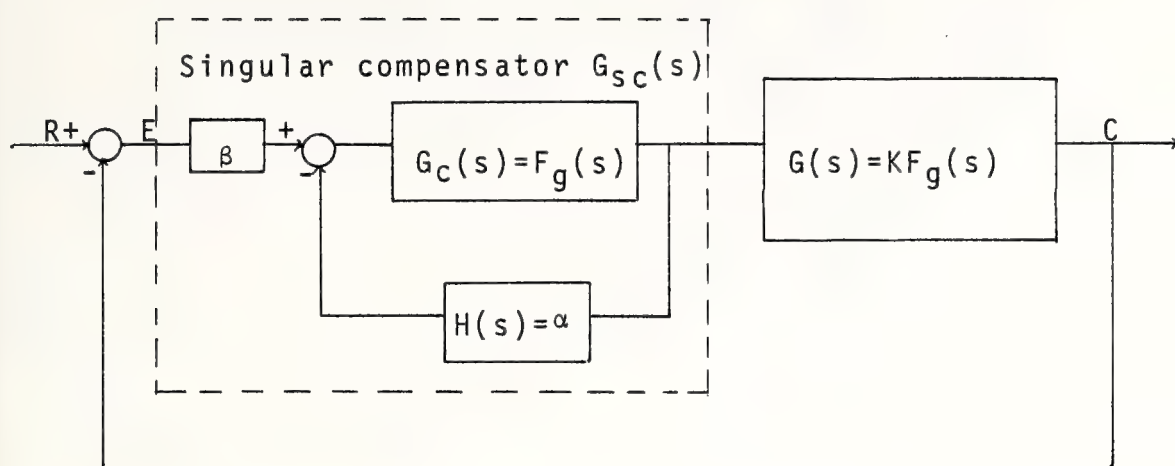 Singular compensator G_sc(s)
R+
-
E
β
+
-
G_c(s)=F_g(s)
G(s)=KF_g(s)
C
H(s)=α